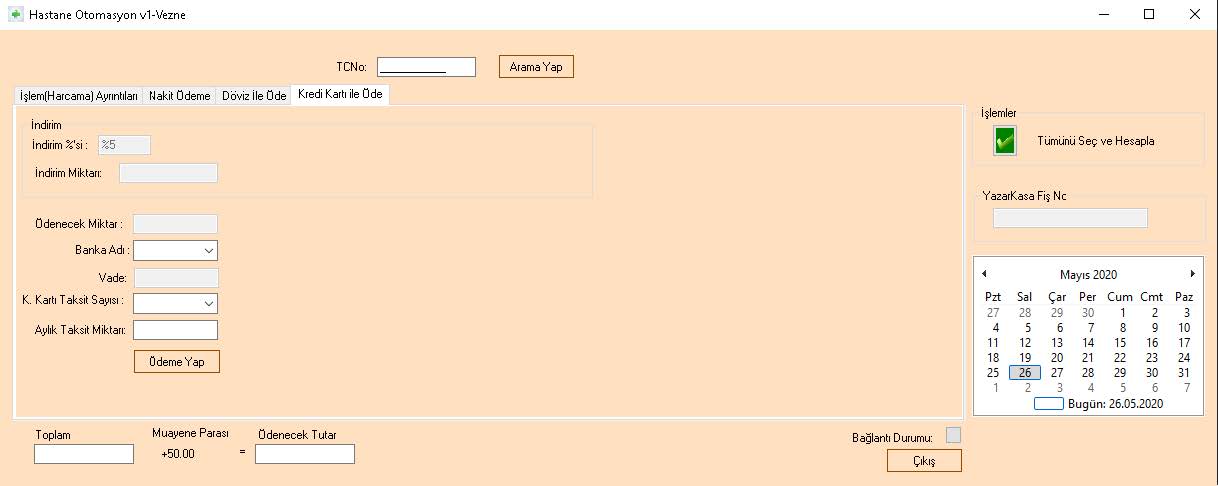 Hastane Otomasyon v1-Vezne
TCNo: ___________ Arama Yap
İşlem(Harcama) Ayrıntıları Nakit Ödeme Döviz İle Öde Kredi Kartı ile Öde
İndirim
İndirim %'si : %5
İndirim Miktarı:
Ödenecek Miktar :
Banka Adı :
Vade:
K. Kartı Taksit Sayısı :
Aylık Taksit Miktarı:
Ödeme Yap
İşlemler
Tümünü Seç ve Hesapla
YazarKasa Fiş Nc
Mayıs 2020
Pzt Sal Çar Per Cum Cmt Paz
27 28 29 30 1 2 3
4 5 6 7 8 9 10
11 12 13 14 15 16 17
18 19 20 21 22 23 24
25 26 27 28 29 30 31
1 2 3 4 5 6 7
Bugün: 26.05.2020
Toplam Muayene Parası Ödenecek Tutar
+50.00 =
Bağlantı Durumu:
Çıkış